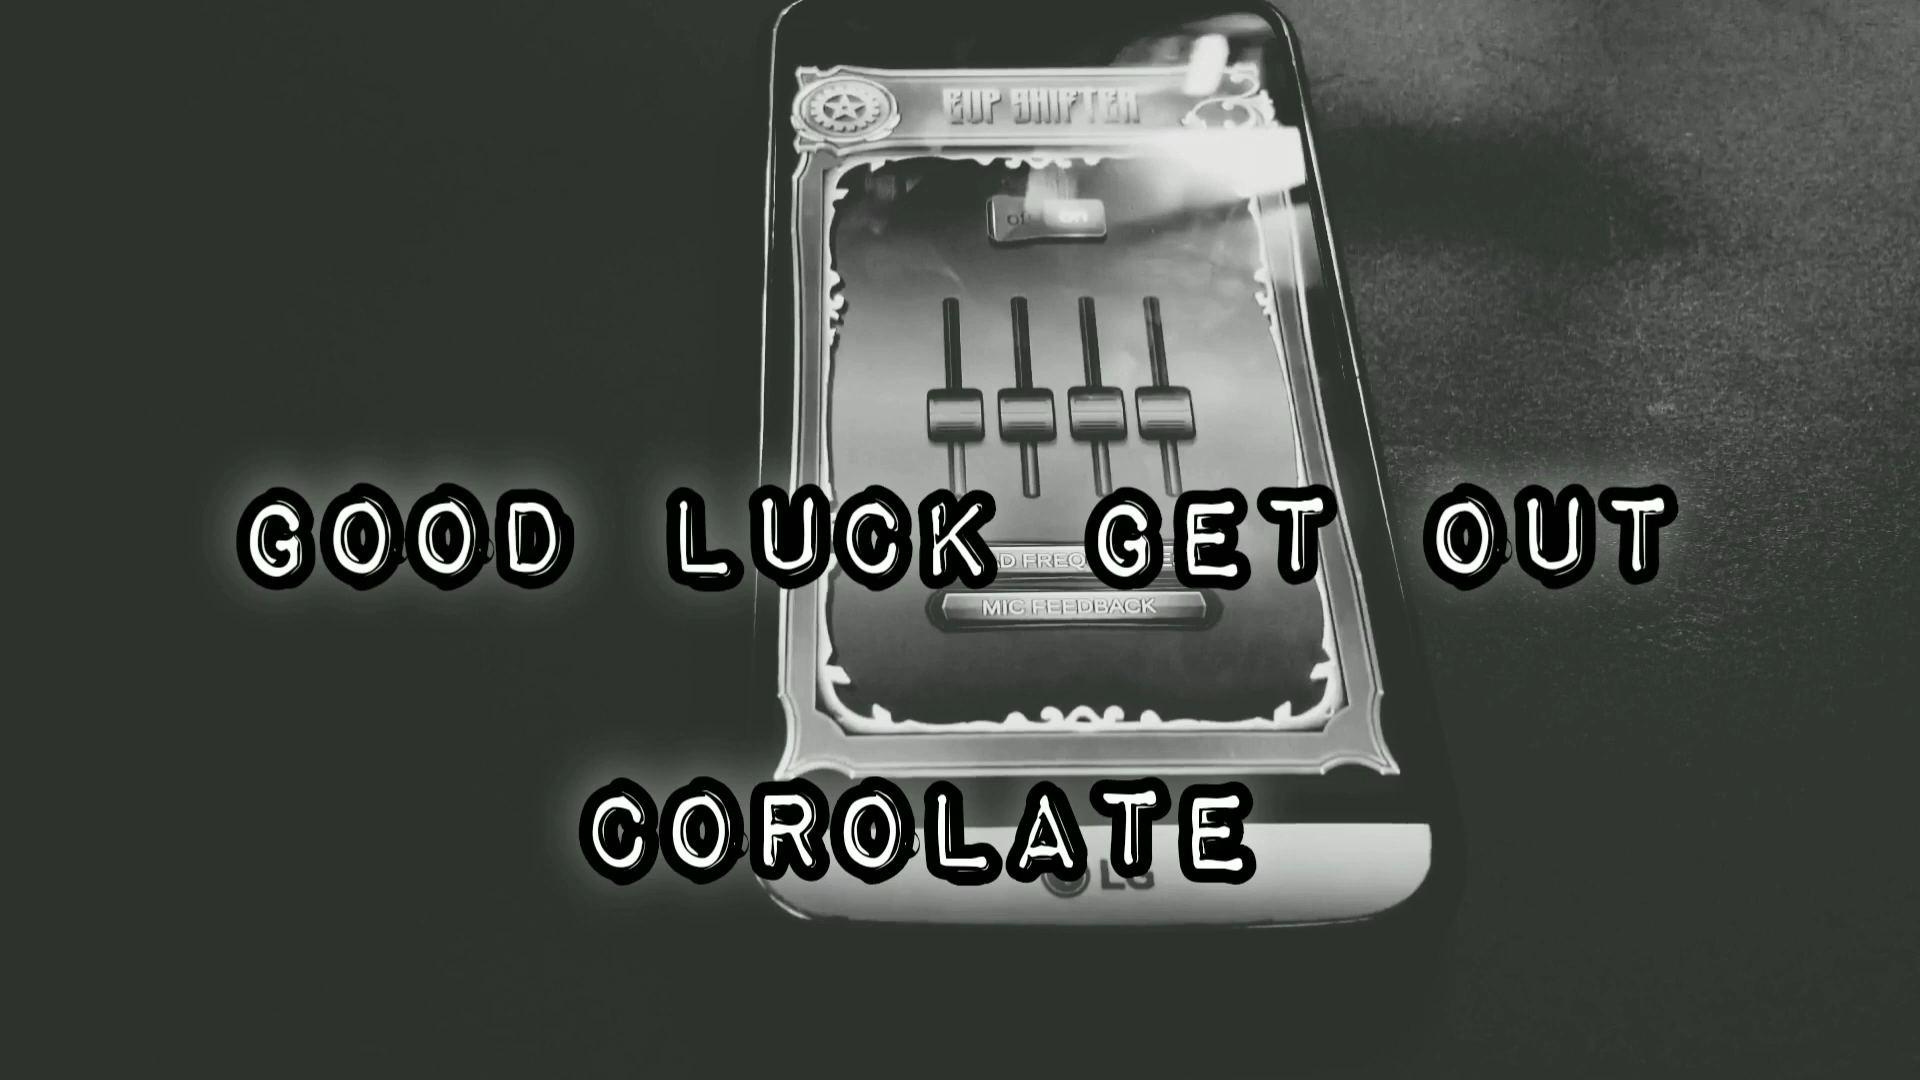 EVP SHIFTER
off on
GOOD LUCK GET OUT
MIC FEEDBACK
COROLATE
LG